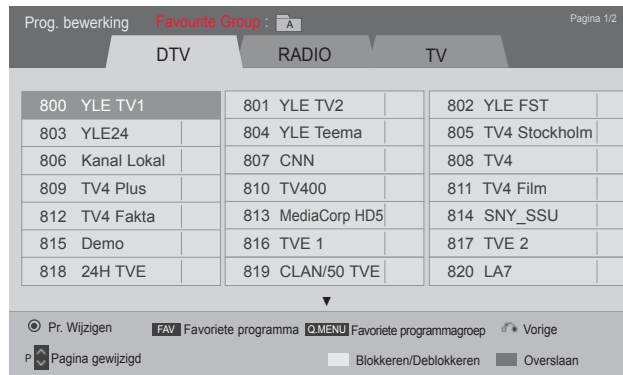 Prog. bewerking Favourite Group : A Pagina 1/2
DTV RADIO TV
800 YLE TV1 801 YLE TV2 802 YLE FST
803 YLE24 804 YLE Teema 805 TV4 Stockholm
806 Kanal Lokal 807 CNN 808 TV4
809 TV4 Plus 810 TV400 811 TV4 Film
812 TV4 Fakta 813 MediaCorp HD5 814 SNY_SSU
815 Demo 816 TVE 1 817 TVE 2
818 24H TVE 819 CLAN/50 TVE 820 LA7
Pr. Wijzigen FAV Favoriete programma Q.MENU Favoriete programmagroep Vorige
P Pagina gewijzigd Blokkeren/Deblokkeren Overslaan